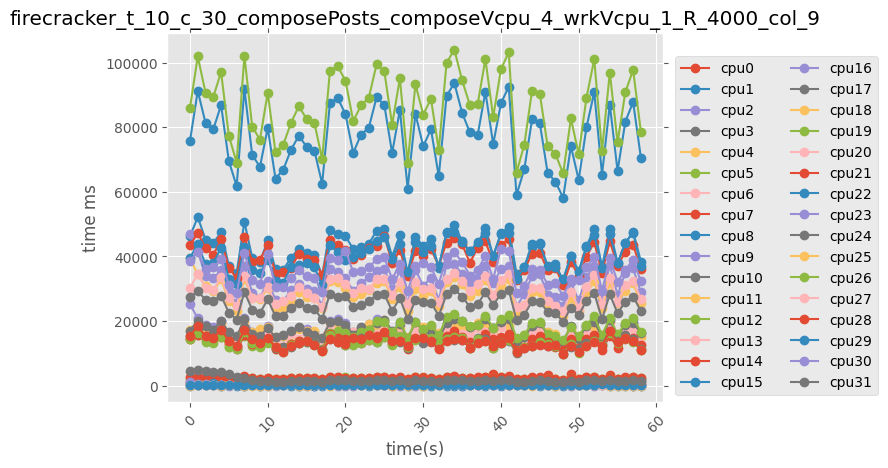 firecracker_t_10_c_30_composePosts_composeVcpu_4_wrkVcpu_1_R_4000_col_9
100000
80000
60000
40000
20000
0
time ms
0
10
20
30
40
50
60
time(s)
cpu0
cpu1
cpu2
cpu3
cpu4
cpu5
cpu6
cpu7
cpu8
cpu9
cpu10
cpu11
cpu12
cpu13
cpu14
cpu15
cpu16
cpu17
cpu18
cpu19
cpu20
cpu21
cpu22
cpu23
cpu24
cpu25
cpu26
cpu27
cpu28
cpu29
cpu30
cpu31